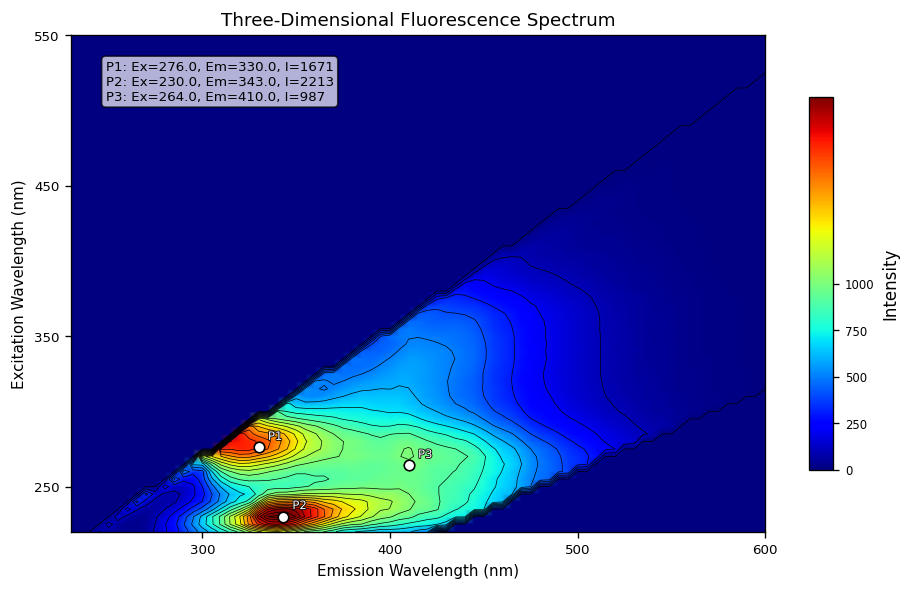 Three-Dimensional Fluorescence Spectrum
550
450
350
250
Excitation Wavelength (nm)
P1: Ex=276.0, Em=330.0, I=1671
P2: Ex=230.0, Em=343.0, I=2213
P3: Ex=264.0, Em=410.0, I=987
P1
P3
P2
300
400
500
600
Emission Wavelength (nm)
1000
750
500
250
0
Intensity